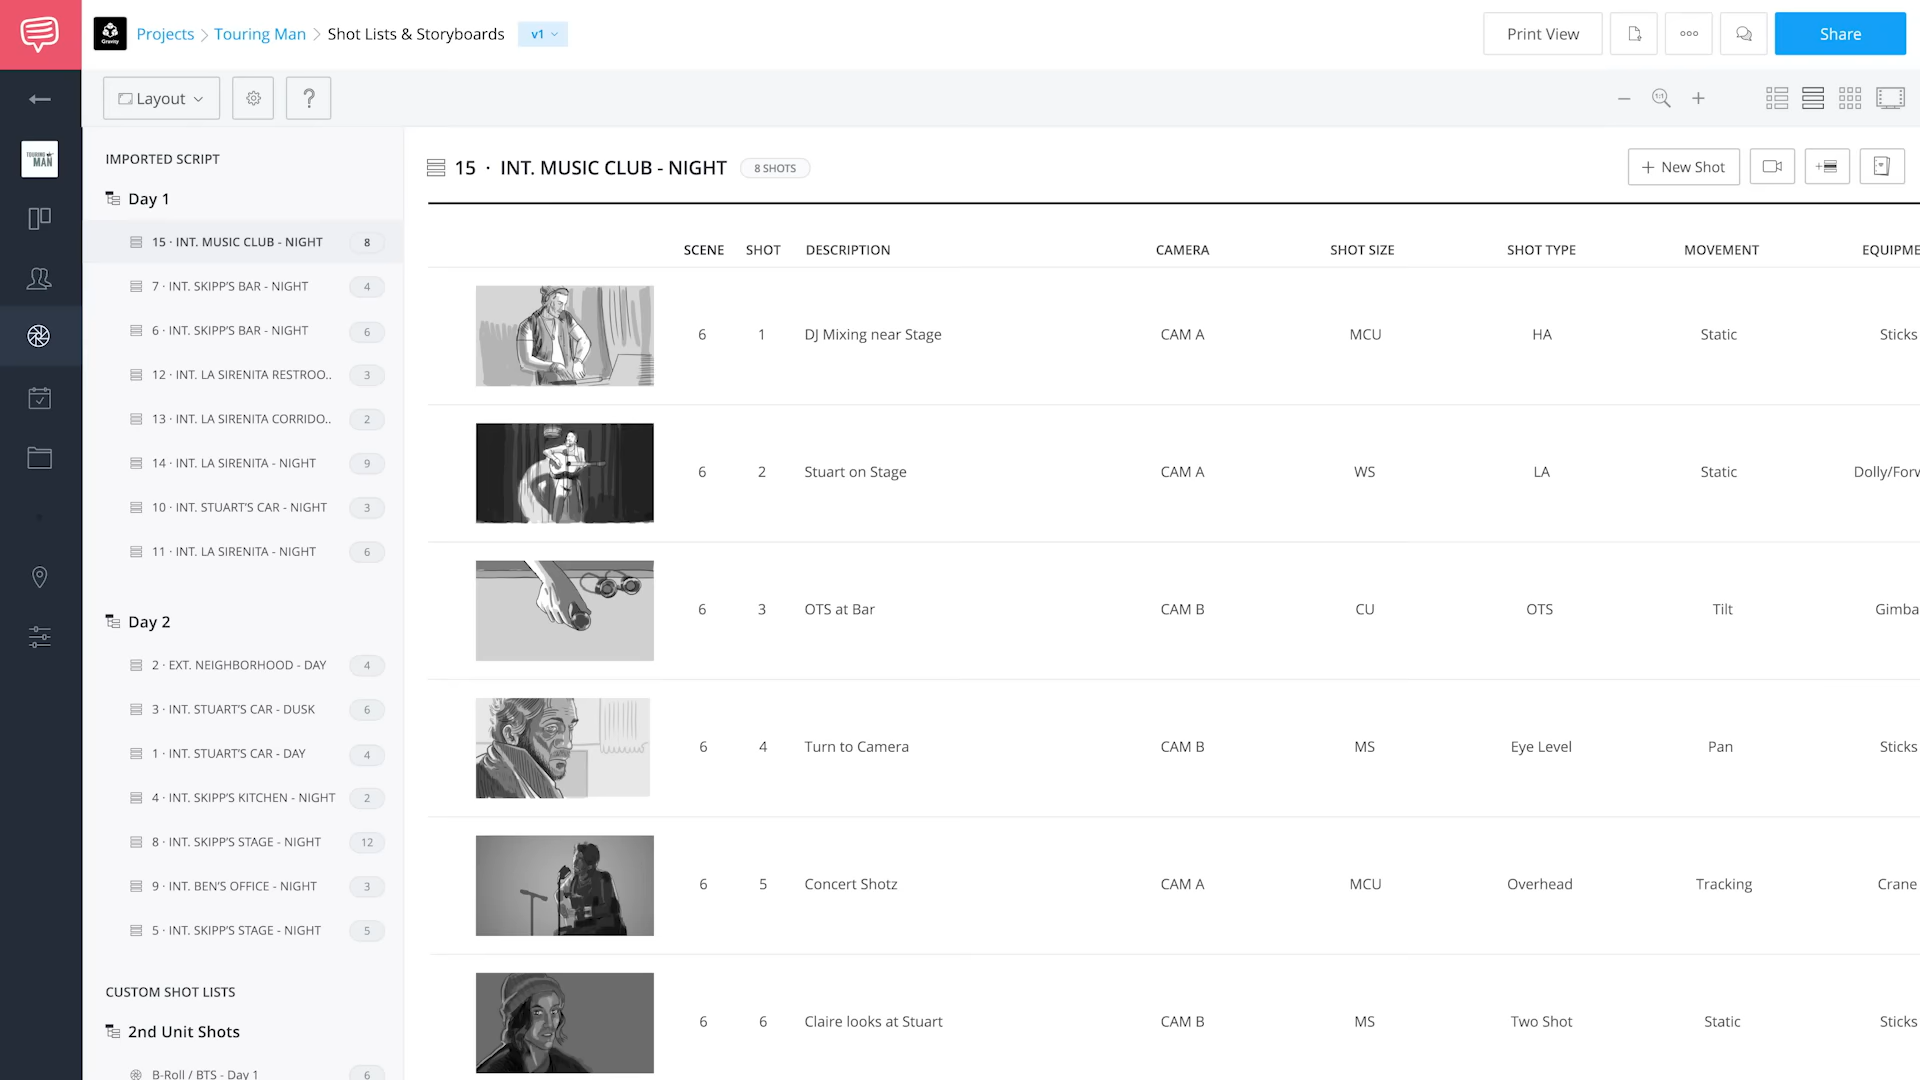 Gravity
Projects
Touring Man
Shot Lists & Storyboards
v1
Print View
Share
Layout
?
1:1
TOURING
MAN
IMPORTED SCRIPT
Day 1
15 · INT. MUSIC CLUB - NIGHT 8
7 · INT. SKIPP'S BAR - NIGHT 4
6 · INT. SKIPP'S BAR - NIGHT 6
12 · INT. LA SIRENITA RESTROO.. 3
13 · INT. LA SIRENITA CORRIDO.. 2
14 · INT. LA SIRENITA - NIGHT 9
10 · INT. STUART'S CAR - NIGHT 3
11 · INT. LA SIRENITA - NIGHT 6
Day 2
2 · EXT. NEIGHBORHOOD - DAY 4
3 · INT. STUART'S CAR - DUSK 6
1 · INT. STUART'S CAR - DAY 4
4 · INT. SKIPP'S KITCHEN - NIGHT 2
8 · INT. SKIPP'S STAGE - NIGHT 12
9 · INT. BEN'S OFFICE - NIGHT 3
5 · INT. SKIPP'S STAGE - NIGHT 5
CUSTOM SHOT LISTS
2nd Unit Shots
B-Roll / BTS - Day 1 6
15 · INT. MUSIC CLUB - NIGHT 8 SHOTS
+ New Shot
SCENE SHOT DESCRIPTION CAMERA SHOT SIZE SHOT TYPE MOVEMENT EQUIPME
6 1 DJ Mixing near Stage CAM A MCU HA Static Sticks
6 2 Stuart on Stage CAM A WS LA Static Dolly/Forv
6 3 OTS at Bar CAM B CU OTS Tilt Gimba
6 4 Turn to Camera CAM B MS Eye Level Pan Sticks
6 5 Concert Shotz CAM A MCU Overhead Tracking Crane
6 6 Claire looks at Stuart CAM B MS Two Shot Static Sticks